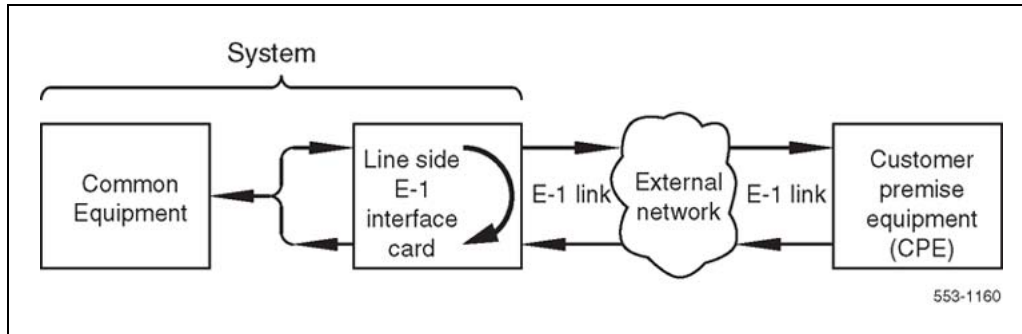 System
Common
Equipment
Line side
E-1
interface
card
E-1 link
External
network
E-1 link
Customer
premise
equipment
(CPE)
553-1160